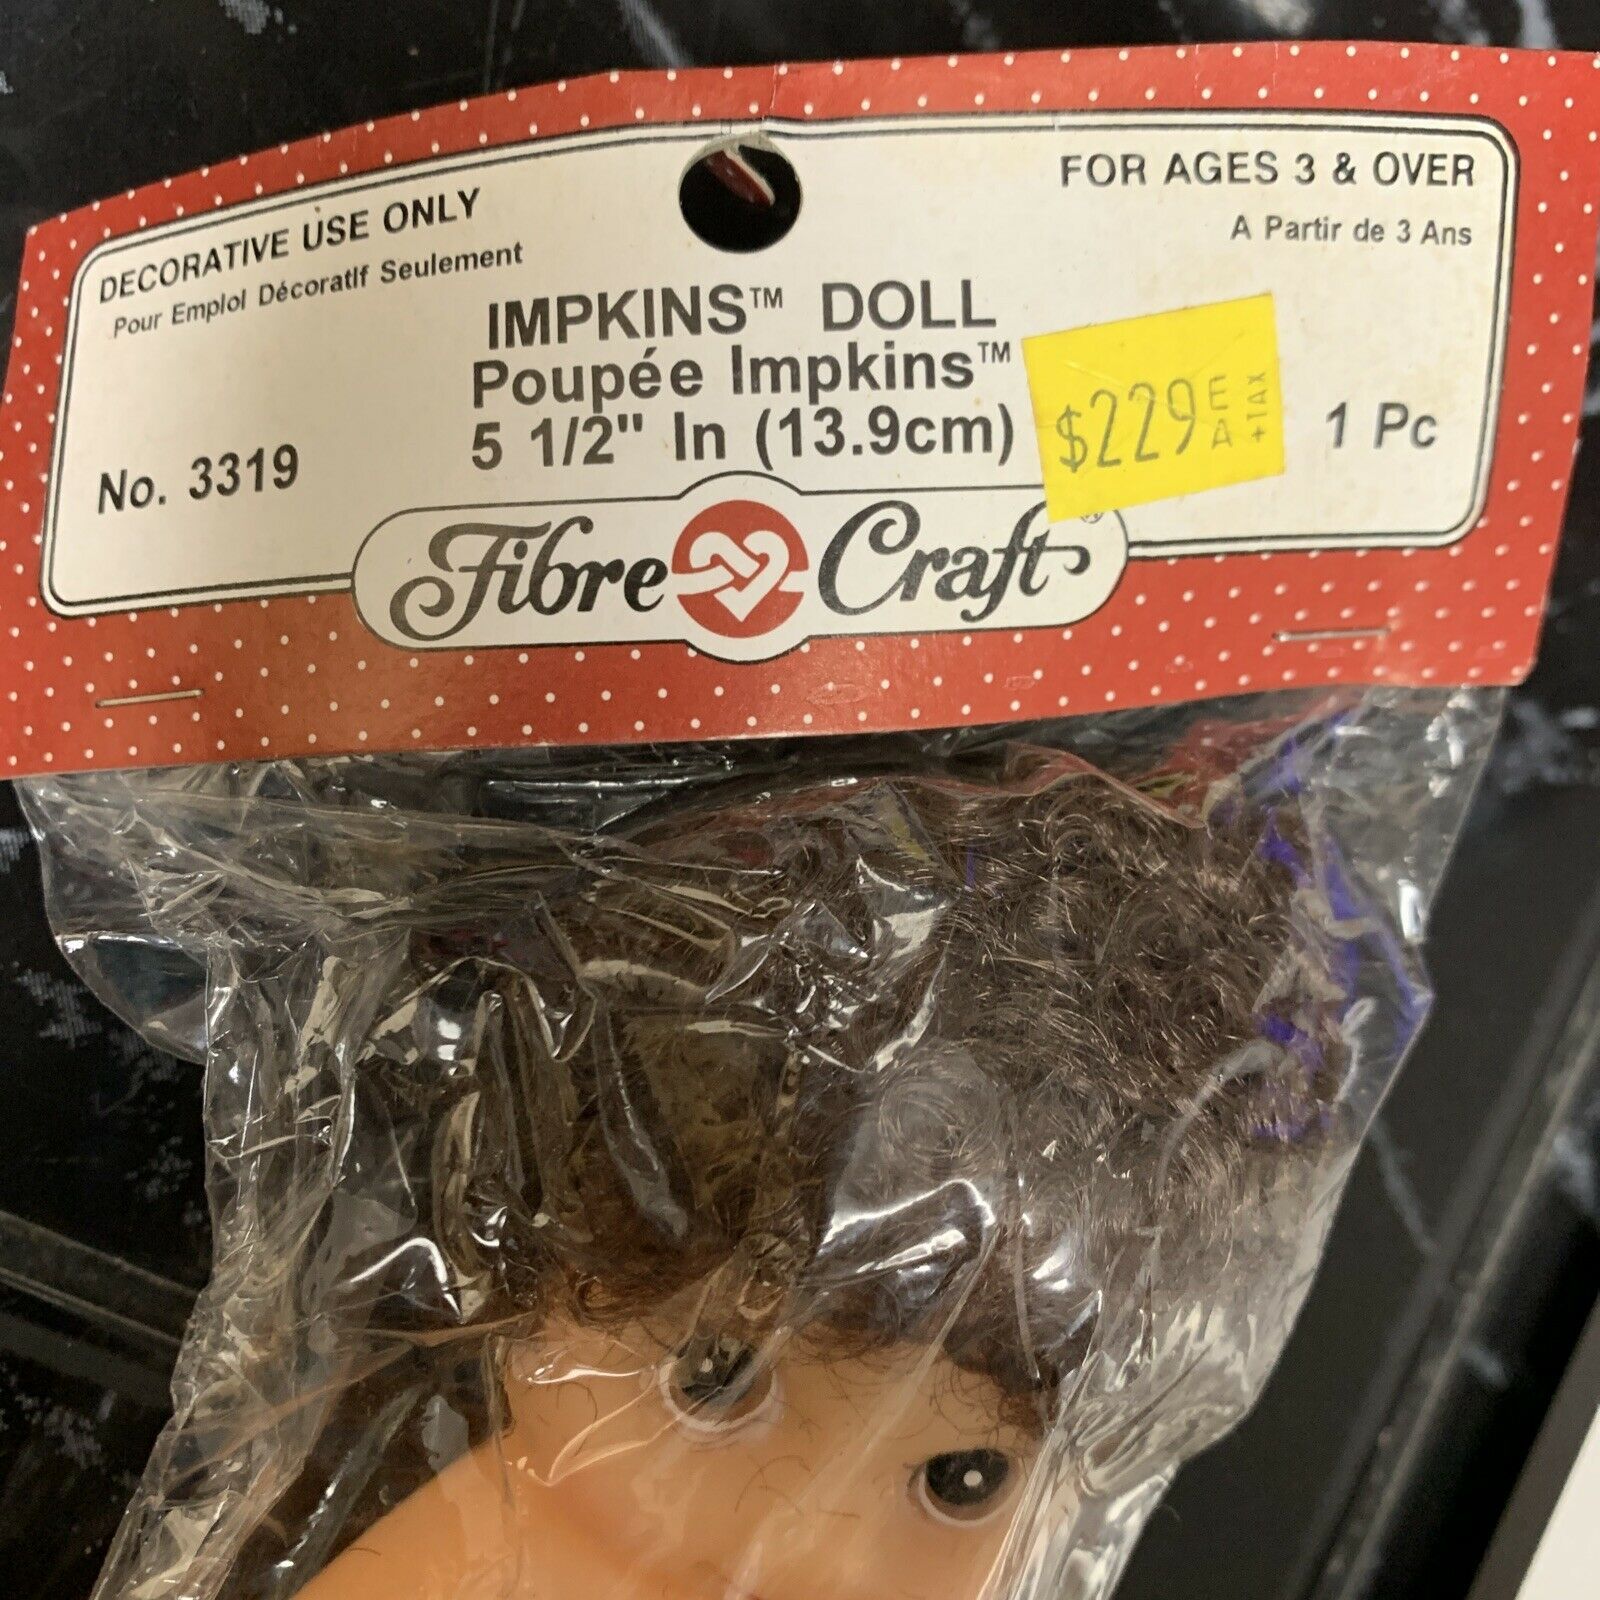 DECORATIVE USE ONLY
Pour Emploi Décoratif Seulement
FOR AGES 3 & OVER
A Partir de 3 Ans
IMPKINS™ DOLL
Poupée Impkins™
5 1/2" In (13.9cm)
No. 3319
$229 EA +TAX
1 Pc
Fibre Craft®